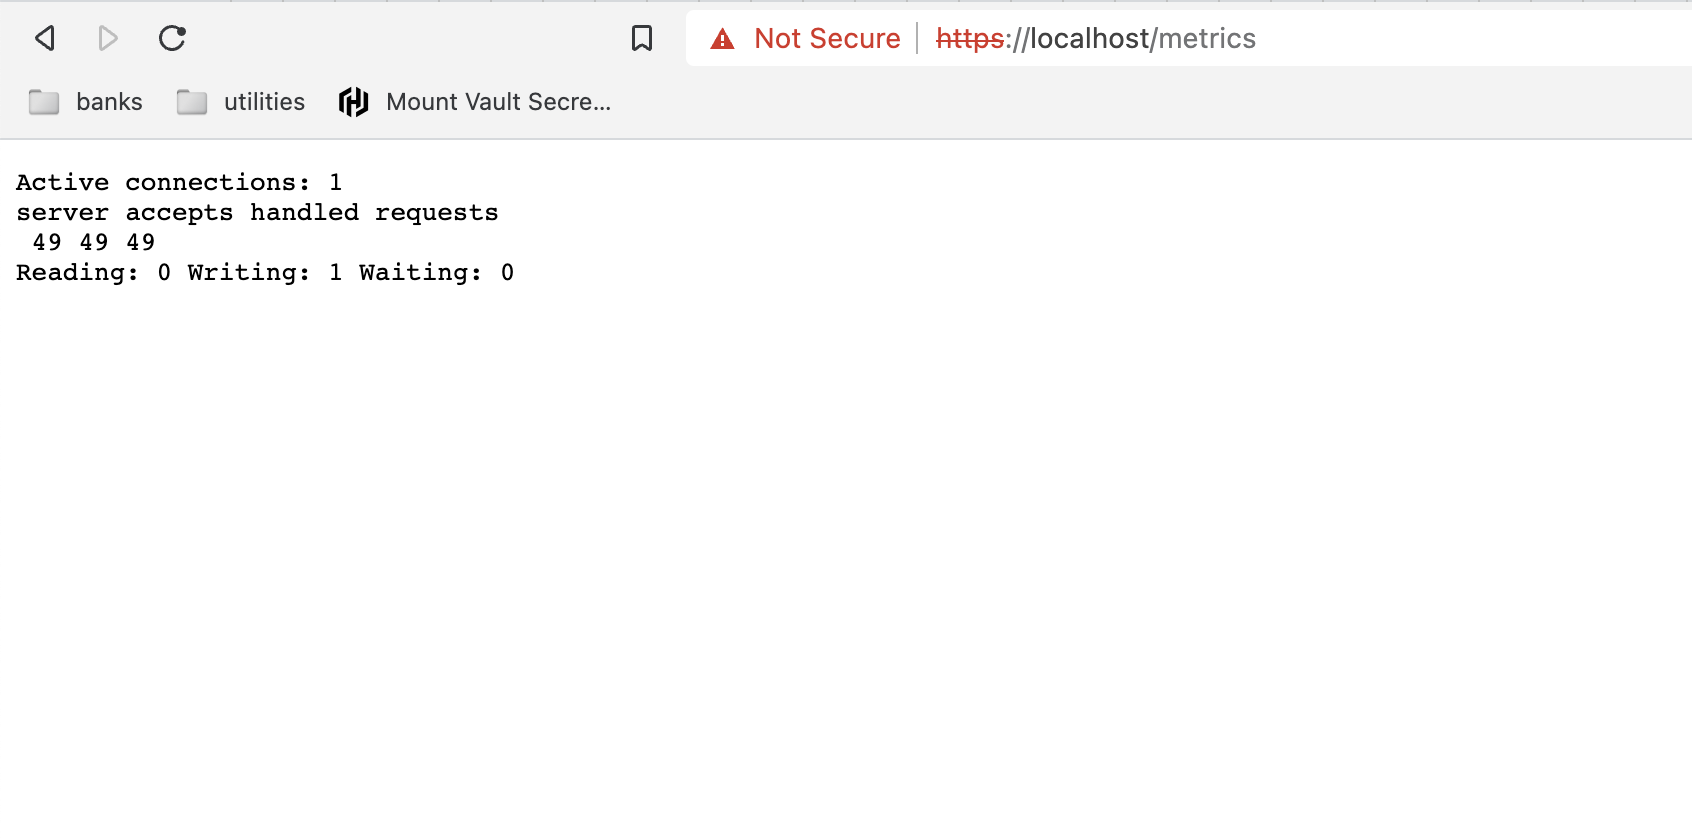 Not Secure https://localhost/metrics
banks utilities Mount Vault Secre...
Active connections: 1
server accepts handled requests
 49 49 49
Reading: 0 Writing: 1 Waiting: 0